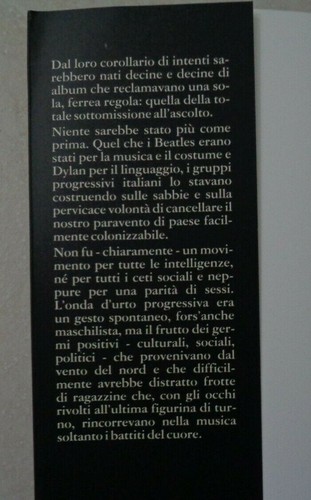 Dal loro corollario di intenti sa-
rebbero nati decine e decine di
album che reclamavano una so-
la, ferrea regola: quella della to-
tale sottomissione all'ascolto.
Niente sarebbe stato più come
prima. Quel che i Beatles erano
stati per la musica e il costume e
Dylan per il linguaggio, i gruppi
progressivi italiani lo stavano
costruendo sulle sabbie e sulla
pervicace volontà di cancellare il
nostro paravento di paese facil-
mente colonizzabile.
Non fu - chiaramente - un movi-
mento per tutte le intelligenze,
né per tutti i ceti sociali e nep-
pure per una parità di sessi.
L'onda d'urto progressiva era
un gesto spontaneo, fors'anche
maschilista, ma il frutto dei ger-
mi positivi - culturali, sociali,
politici - che provenivano dal
vento del nord e che difficil-
mente avrebbe distratto frotte
di ragazzine che, con gli occhi
rivolti all'ultima figurina di tur-
no, rincorrevano nella musica
soltanto i battiti del cuore.